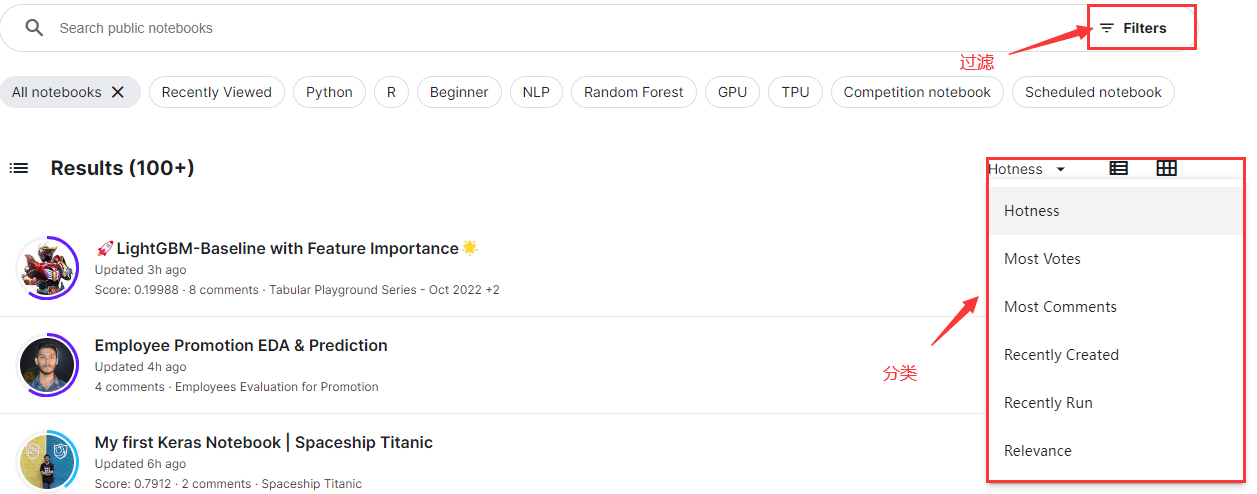 Search public notebooks
Filters
过滤
All notebooks
Recently Viewed
Python
R
Beginner
NLP
Random Forest
GPU
TPU
Competition notebook
Scheduled notebook
Results (100+)
Hotness
Hotness
Most Votes
Most Comments
Recently Created
Recently Run
Relevance
分类
🚀LightGBM-Baseline with Feature Importance🌟
Updated 3h ago
Score: 0.19988 · 8 comments · Tabular Playground Series - Oct 2022 +2
Employee Promotion EDA & Prediction
Updated 4h ago
4 comments · Employees Evaluation for Promotion
My first Keras Notebook | Spaceship Titanic
Updated 6h ago
Score: 0.7912 · 2 comments · Spaceship Titanic